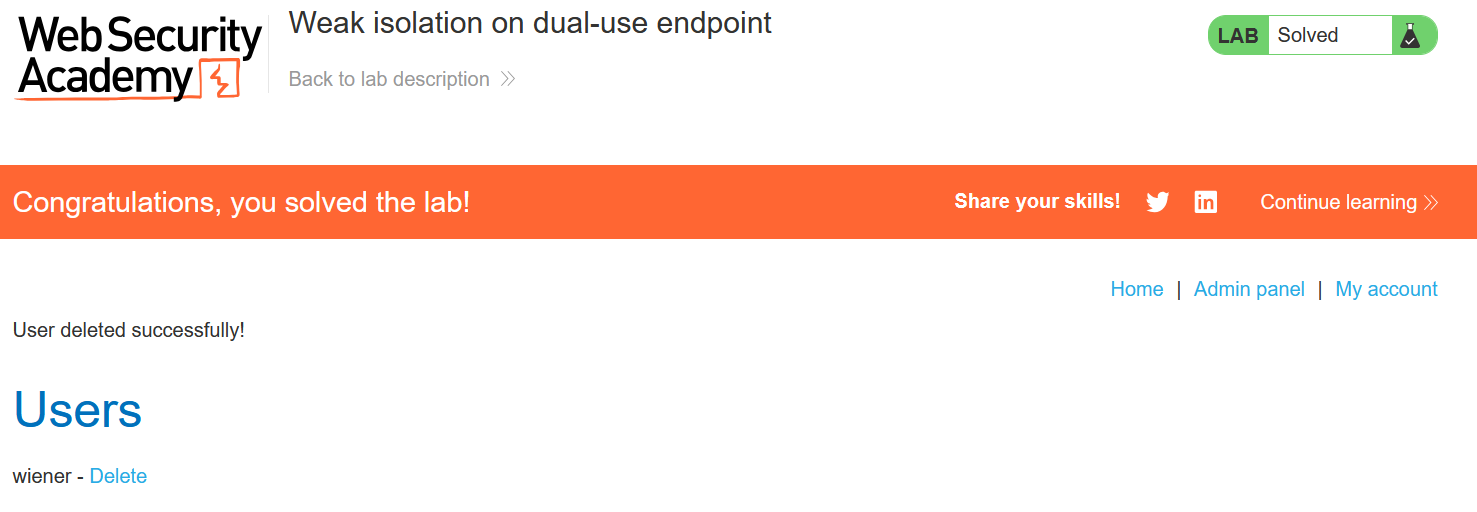 Web Security
Academy
Weak isolation on dual-use endpoint
Back to lab description
LAB Solved
Congratulations, you solved the lab!
Share your skills!
in
Continue learning
Home | Admin panel | My account
User deleted successfully!
Users
wiener - Delete